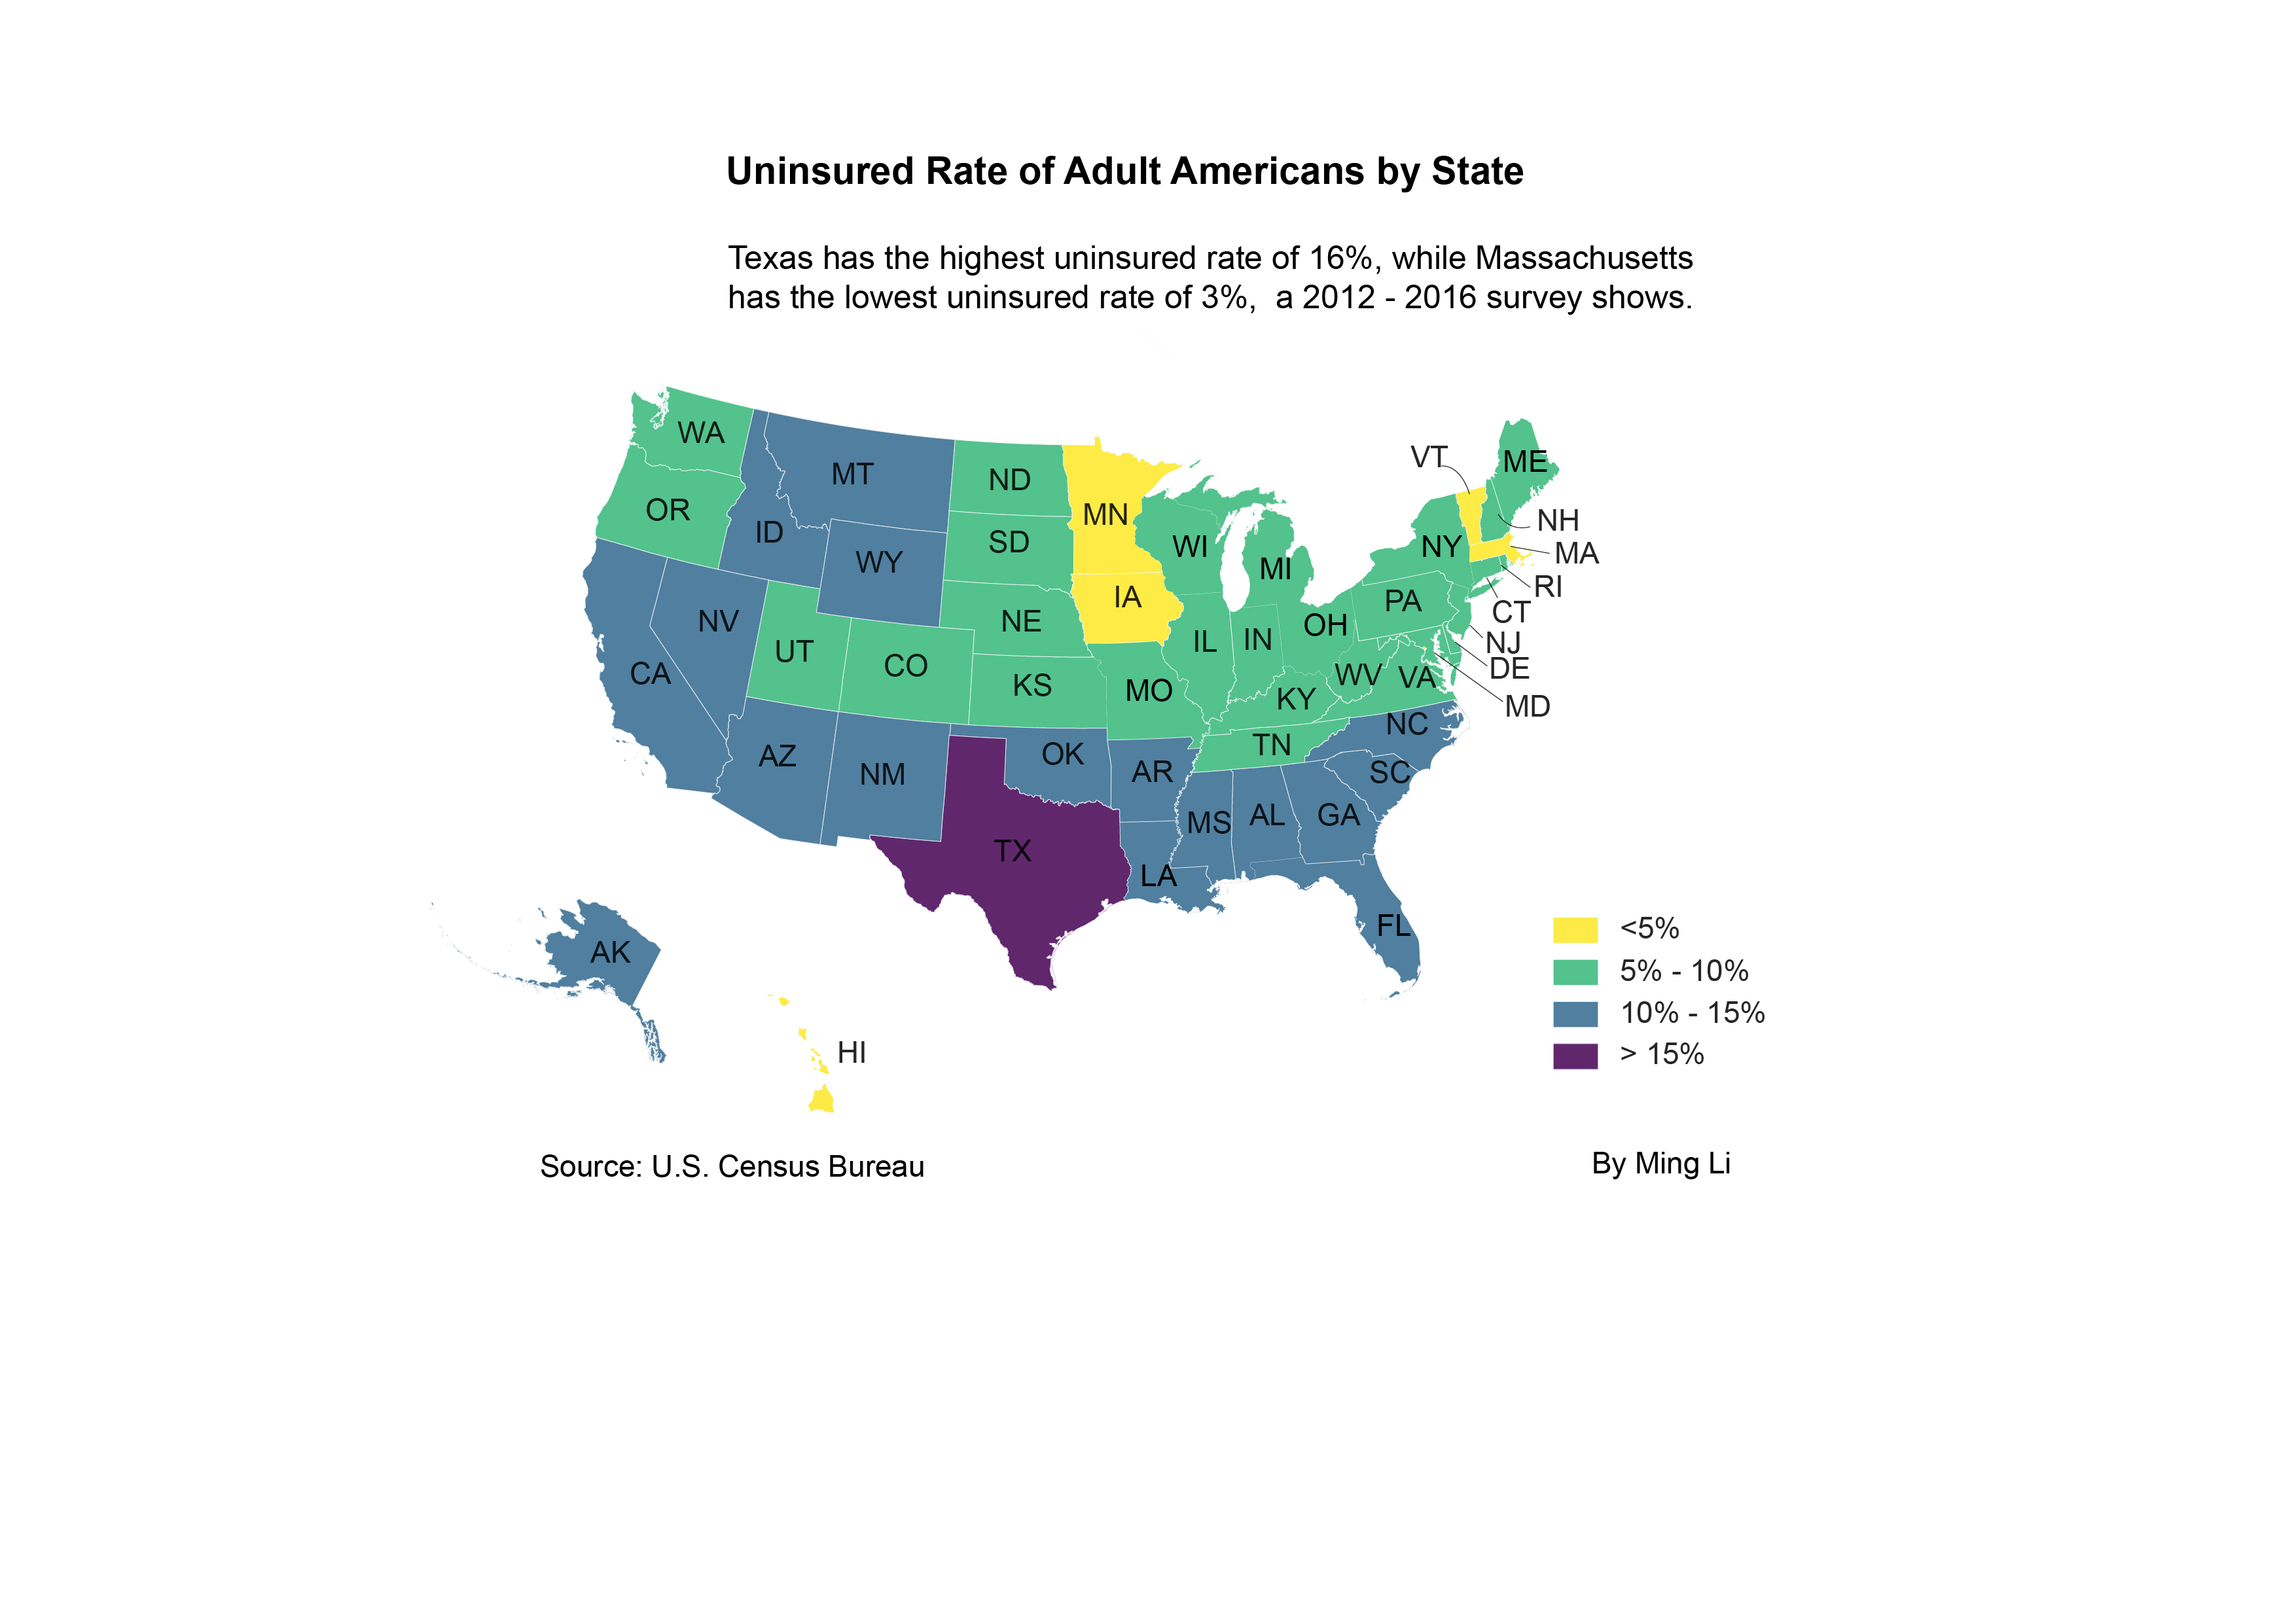 Uninsured Rate of Adult Americans by State
Texas has the highest uninsured rate of 16%, while Massachusetts
has the lowest uninsured rate of 3%,  a 2012 - 2016 survey shows.
WA
MT
ND
MN
VT
ME
OR
ID
SD
WI
NY
NH
WY
MI
MA
RI
NV
NE
IA
PA
CT
UT
CO
IL
IN
OH
NJ
CA
KS
MO
KY
WV
VA
DE
MD
AZ
NM
OK
AR
TN
NC
SC
TX
MS
AL
GA
LA
FL
AK
HI
<5%
5% - 10%
10% - 15%
> 15%
Source: U.S. Census Bureau
By Ming Li